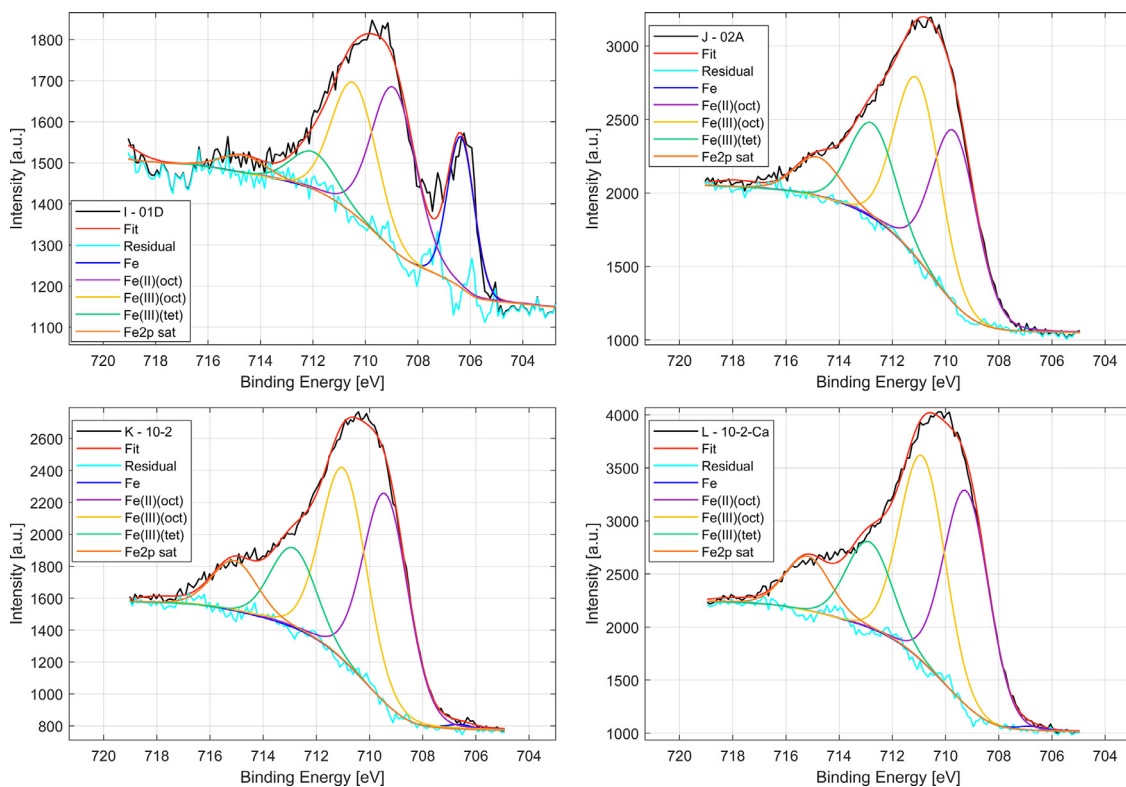 1800
1700
1600
1500
1400
1300
1200
1100
Intensity [a.u.]
I - 01D
Fit
Residual
Fe
Fe(II)(oct)
Fe(III)(oct)
Fe(III)(tet)
Fe2p sat
720 718 716 714 712 710 708 706 704
Binding Energy [eV]
3000
2500
2000
1500
1000
Intensity [a.u.]
J - 02A
Fit
Residual
Fe
Fe(II)(oct)
Fe(III)(oct)
Fe(III)(tet)
Fe2p sat
720 718 716 714 712 710 708 706 704
Binding Energy [eV]
2600
2400
2200
2000
1800
1600
1400
1200
1000
800
Intensity [a.u.]
K - 10-2
Fit
Residual
Fe
Fe(II)(oct)
Fe(III)(oct)
Fe(III)(tet)
Fe2p sat
720 718 716 714 712 710 708 706 704
Binding Energy [eV]
4000
3500
3000
2500
2000
1500
1000
Intensity [a.u.]
L - 10-2-Ca
Fit
Residual
Fe
Fe(II)(oct)
Fe(III)(oct)
Fe(III)(tet)
Fe2p sat
720 718 716 714 712 710 708 706 704
Binding Energy [eV]